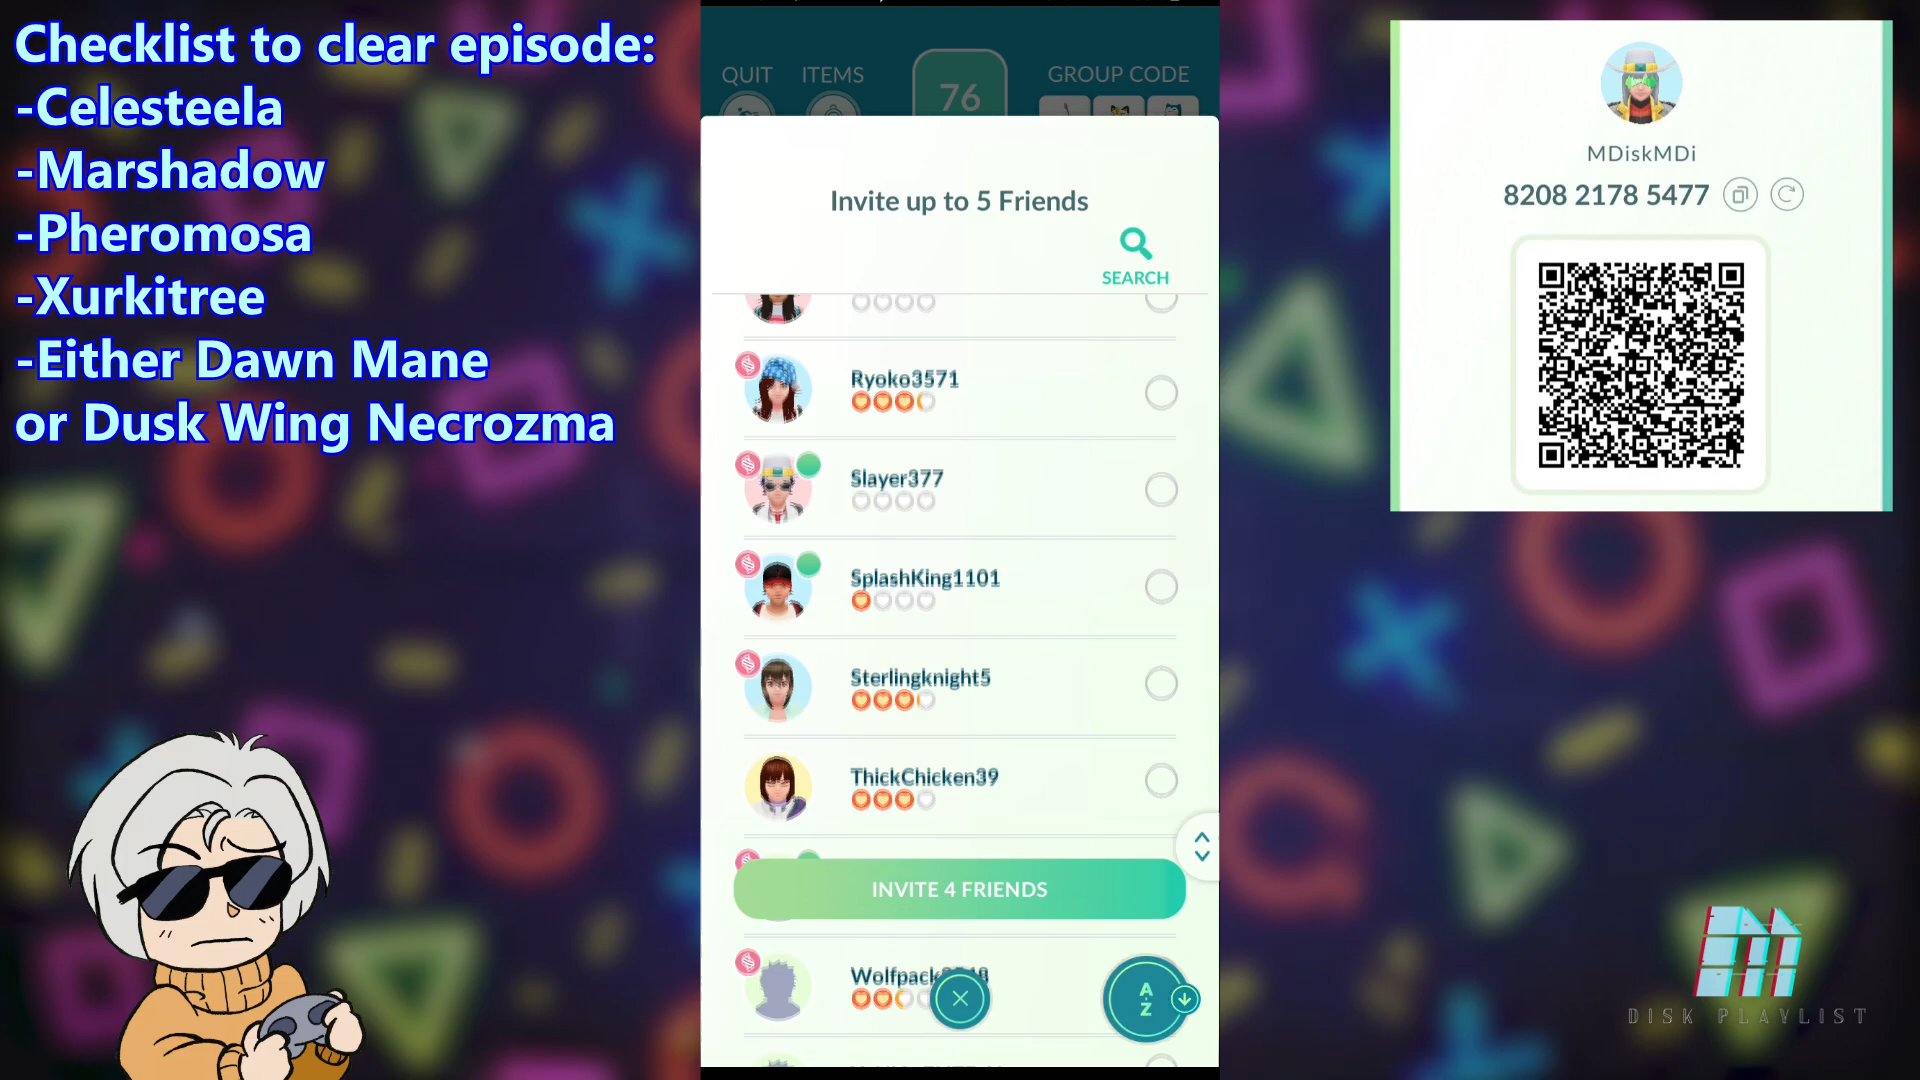 Checklist to clear episode:
-Celesteela
-Marshadow
-Pheromosa
-Xurkitree
-Either Dawn Mane
or Dusk Wing Necrozma
QUIT
ITEMS
76
GROUP CODE
Invite up to 5 Friends
SEARCH
Ryoko3571
Slayer377
SplashKing1101
Sterlingknight5
ThickChicken39
INVITE 4 FRIENDS
A
Z
MDiskMDi
8208 2178 5477
DISK PLAYLIST